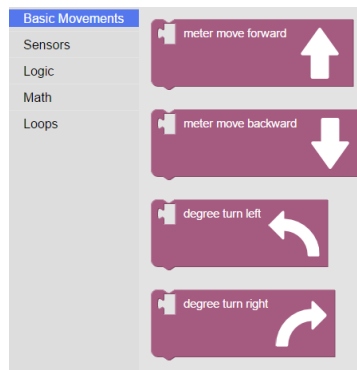 Basic Movements
Sensors
Logic
Math
Loops
meter move forward
meter move backward
degree turn left
degree turn right